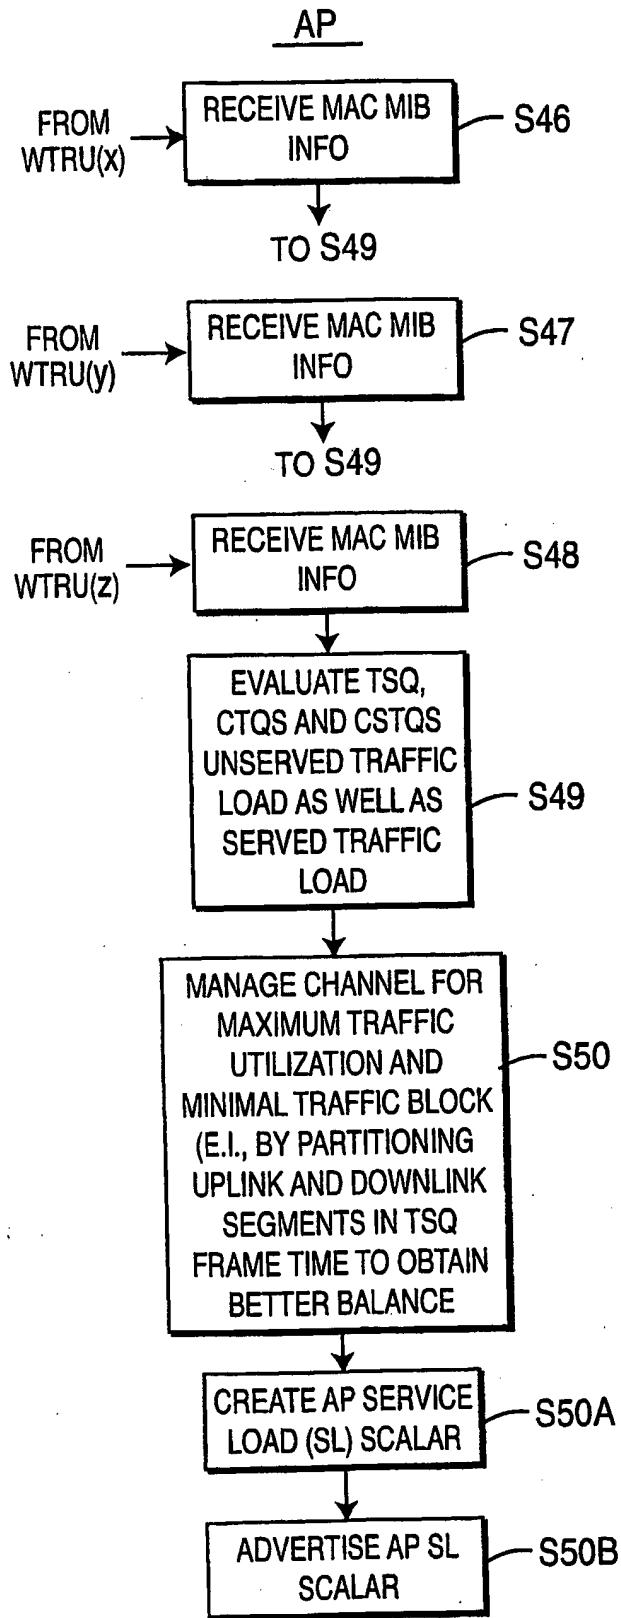 AP
FROM
WTRU(x)
RECEIVE MAC MIB
INFO
S46
TO S49
FROM
WTRU(y)
RECEIVE MAC MIB
INFO
S47
TO S49
FROM
WTRU(z)
RECEIVE MAC MIB
INFO
S48
EVALUATE TSQ,
CTQS AND CSTQS
UNSERVED TRAFFIC
LOAD AS WELL AS
SERVED TRAFFIC
LOAD
S49
MANAGE CHANNEL FOR
MAXIMUM TRAFFIC
UTILIZATION AND
MINIMAL TRAFFIC BLOCK
(E.I., BY PARTITIONING
UPLINK AND DOWNLINK
SEGMENTS IN TSQ
FRAME TIME TO OBTAIN
BETTER BALANCE
S50
CREATE AP SERVICE
LOAD (SL) SCALAR
S50A
ADVERTISE AP SL
SCALAR
S50B